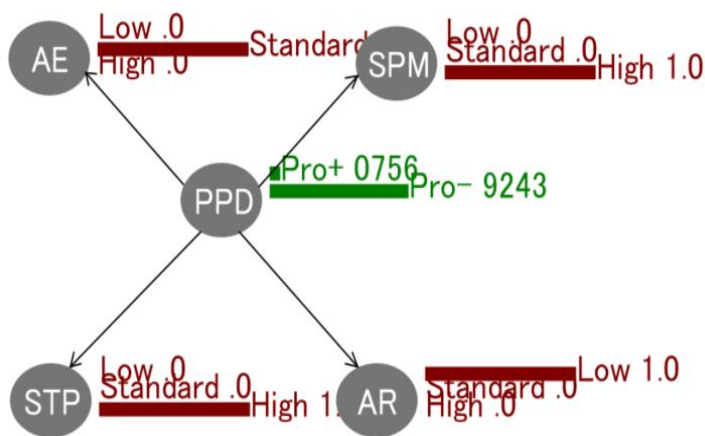 AE
Low .0
Standard
High .0
SPM
Low .0
Standard .0
High 1.0
PPD
Pro+ 0756
Pro- 9243
STP
Low .0
Standard .0
High 1.
AR
Low 1.0
Standard .0
High .0